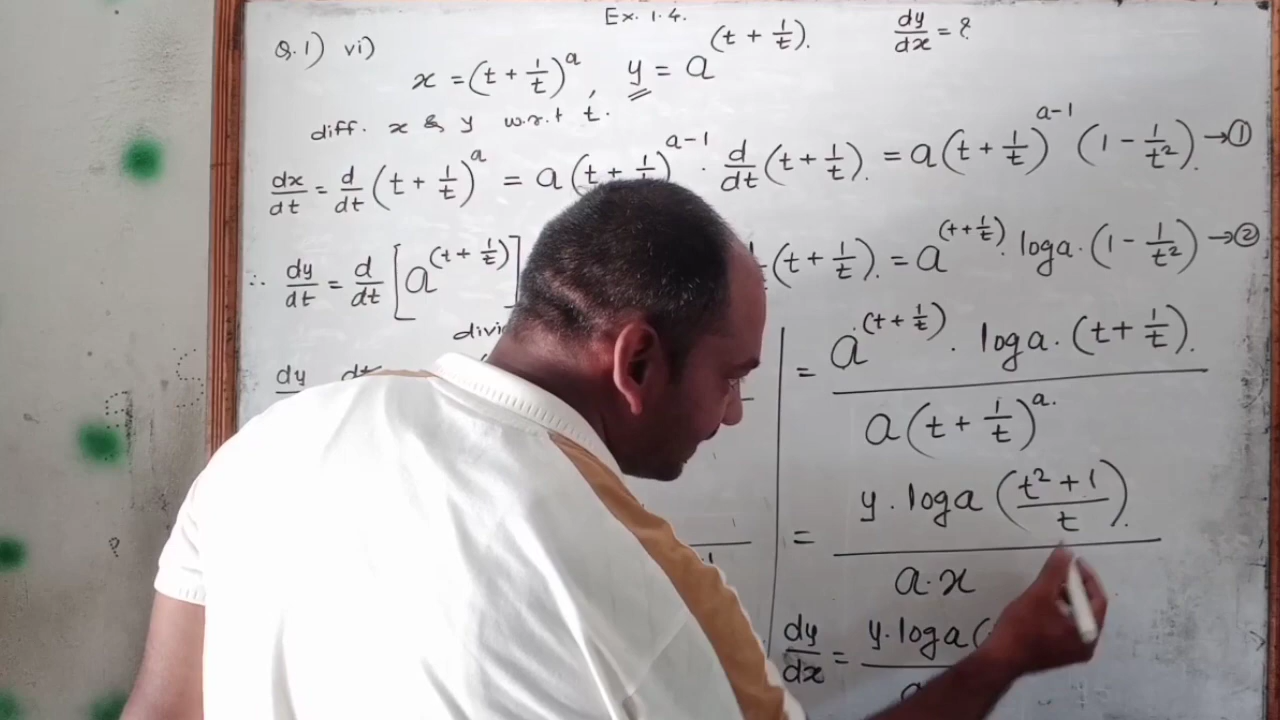 Ex. 1.4.
Q.1) vi)
x = (t + 1/t)^a, y = a^(t + 1/t). dy/dx = ?
diff. x & y w.r.t t.
dx/dt = d/dt (t + 1/t)^a = a(t + 1/t)^a-1 · d/dt (t + 1/t). = a(t + 1/t)^a-1 (1 - 1/t²). → ①
∴ dy/dt = d/dt [a^(t + 1/t)] (t + 1/t). = a^(t + 1/t). log a. (1 - 1/t²) → ②
dy dt
= a^(t + 1/t). log a. (t + 1/t). / a(t + 1/t)^a.
= y. log a (t² + 1 / t). / a.x
dy/dx = y. log a (